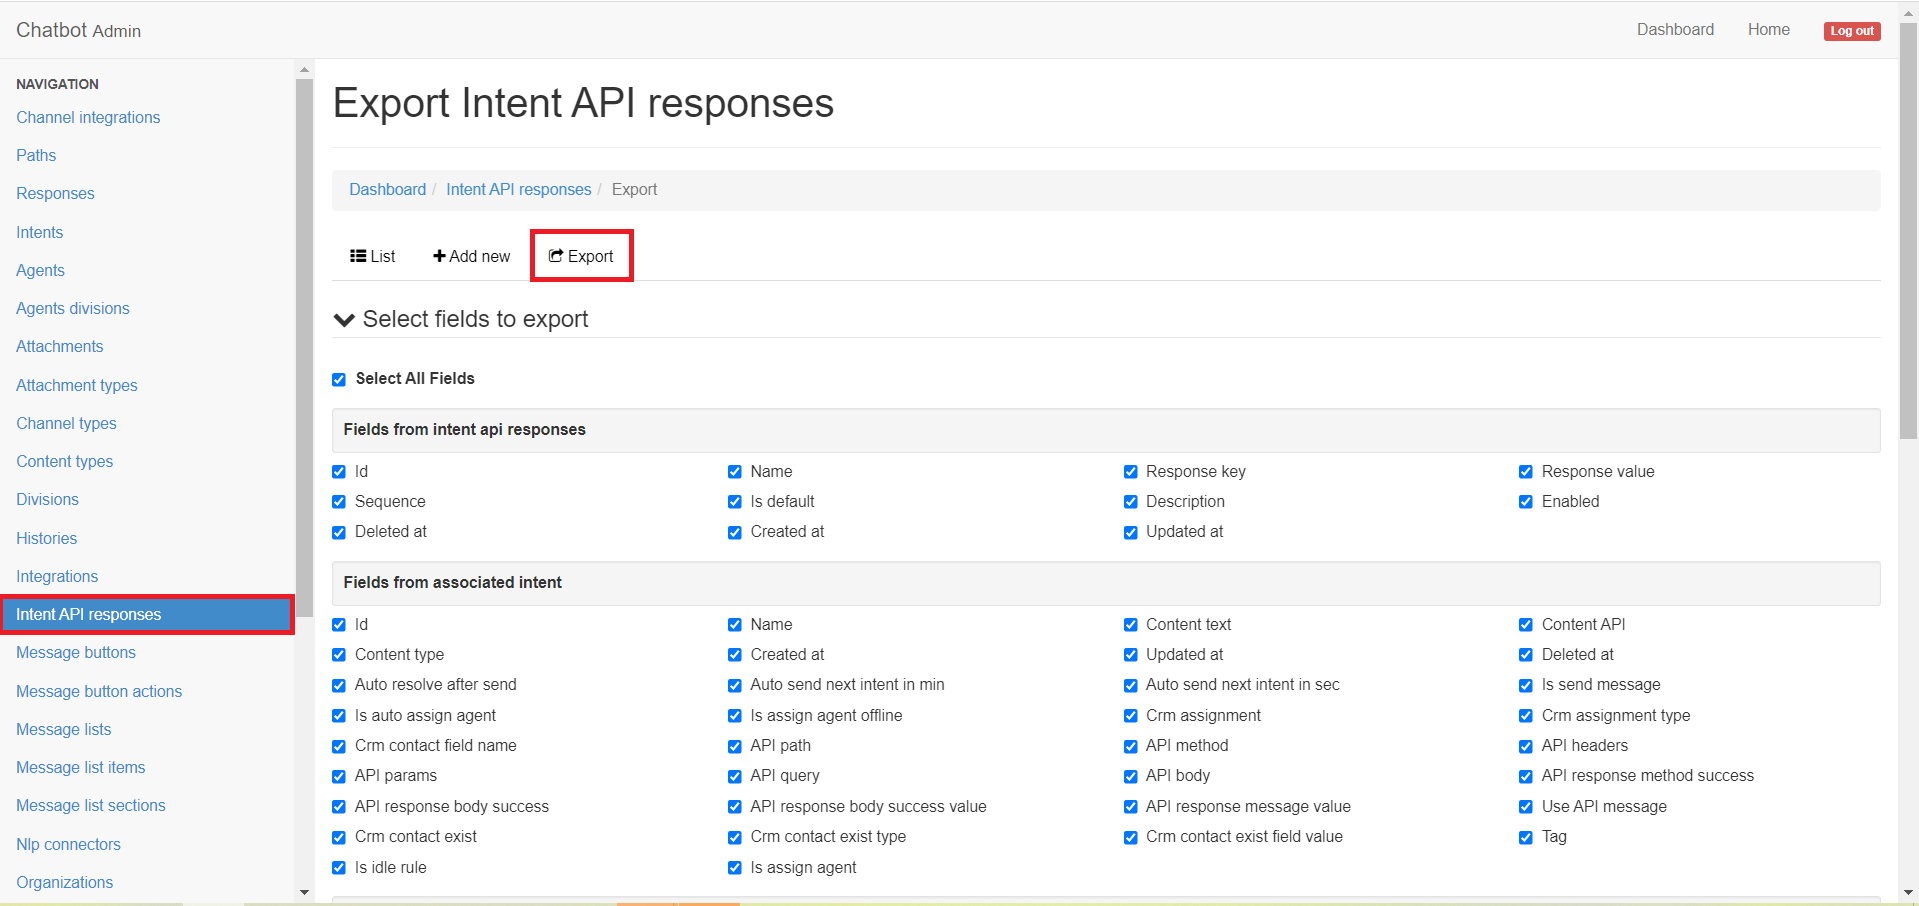 Chatbot Admin
Dashboard Home Log out
NAVIGATION
Channel integrations
Paths
Responses
Intents
Agents
Agents divisions
Attachments
Attachment types
Channel types
Content types
Divisions
Histories
Integrations
Intent API responses
Message buttons
Message button actions
Message lists
Message list items
Message list sections
Nlp connectors
Organizations
Export Intent API responses
Dashboard / Intent API responses / Export
List Add new Export
Select fields to export
Select All Fields
Fields from intent api responses
Id Name Response key Response value
Sequence Is default Description Enabled
Deleted at Created at Updated at
Fields from associated intent
Id Name Content text Content API
Content type Created at Updated at Deleted at
Auto resolve after send Auto send next intent in min Auto send next intent in sec Is send message
Is auto assign agent Is assign agent offline Crm assignment Crm assignment type
Crm contact field name API path API method API headers
API params API query API body API response method success
API response body success API response body success value API response message value Use API message
Crm contact exist Crm contact exist type Crm contact exist field value Tag
Is idle rule Is assign agent